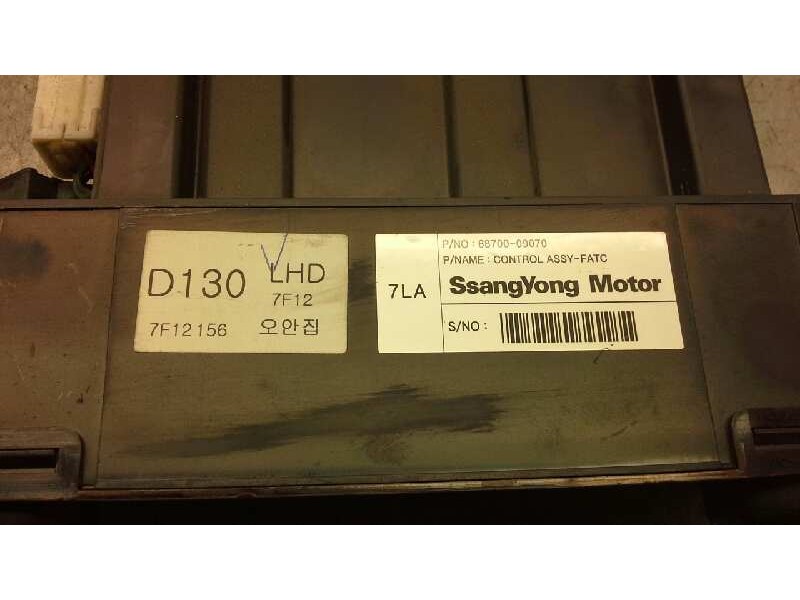 D130 LHD
7F12
7F12156 오안집
7LA
P/NO : 68700-09070
P/NAME : CONTROL ASSY-FATC
SsangYong Motor
S/NO :